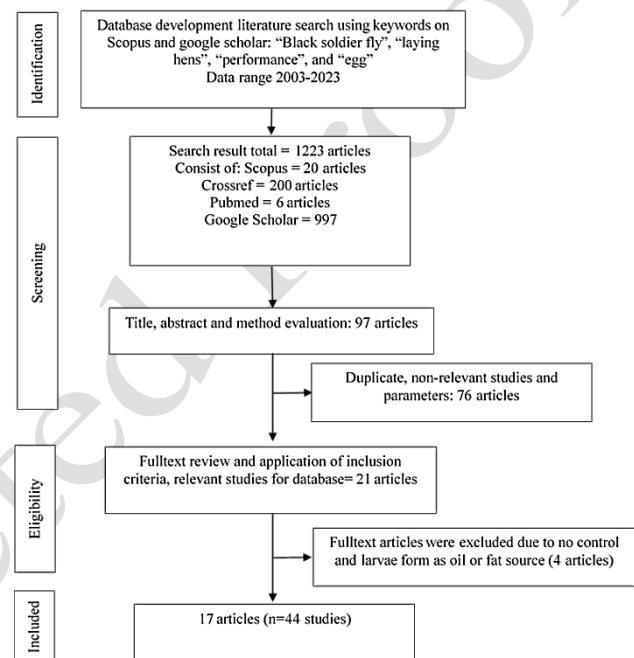 Identification
Database development literature search using keywords on
Scopus and google scholar: “Black soldier fly”, “laying
hens”, “performance”, and “egg”
Data range 2003-2023
Screening
Search result total = 1223 articles
Consist of: Scopus = 20 articles
Crossref = 200 articles
Pubmed = 6 articles
Google Scholar = 997
Title, abstract and method evaluation: 97 articles
Duplicate, non-relevant studies and
parameters: 76 articles
Eligibility
Fulltext review and application of inclusion
criteria, relevant studies for database= 21 articles
Fulltext articles were excluded due to no control
and larvae form as oil or fat source (4 articles)
Included
17 articles (n=44 studies)